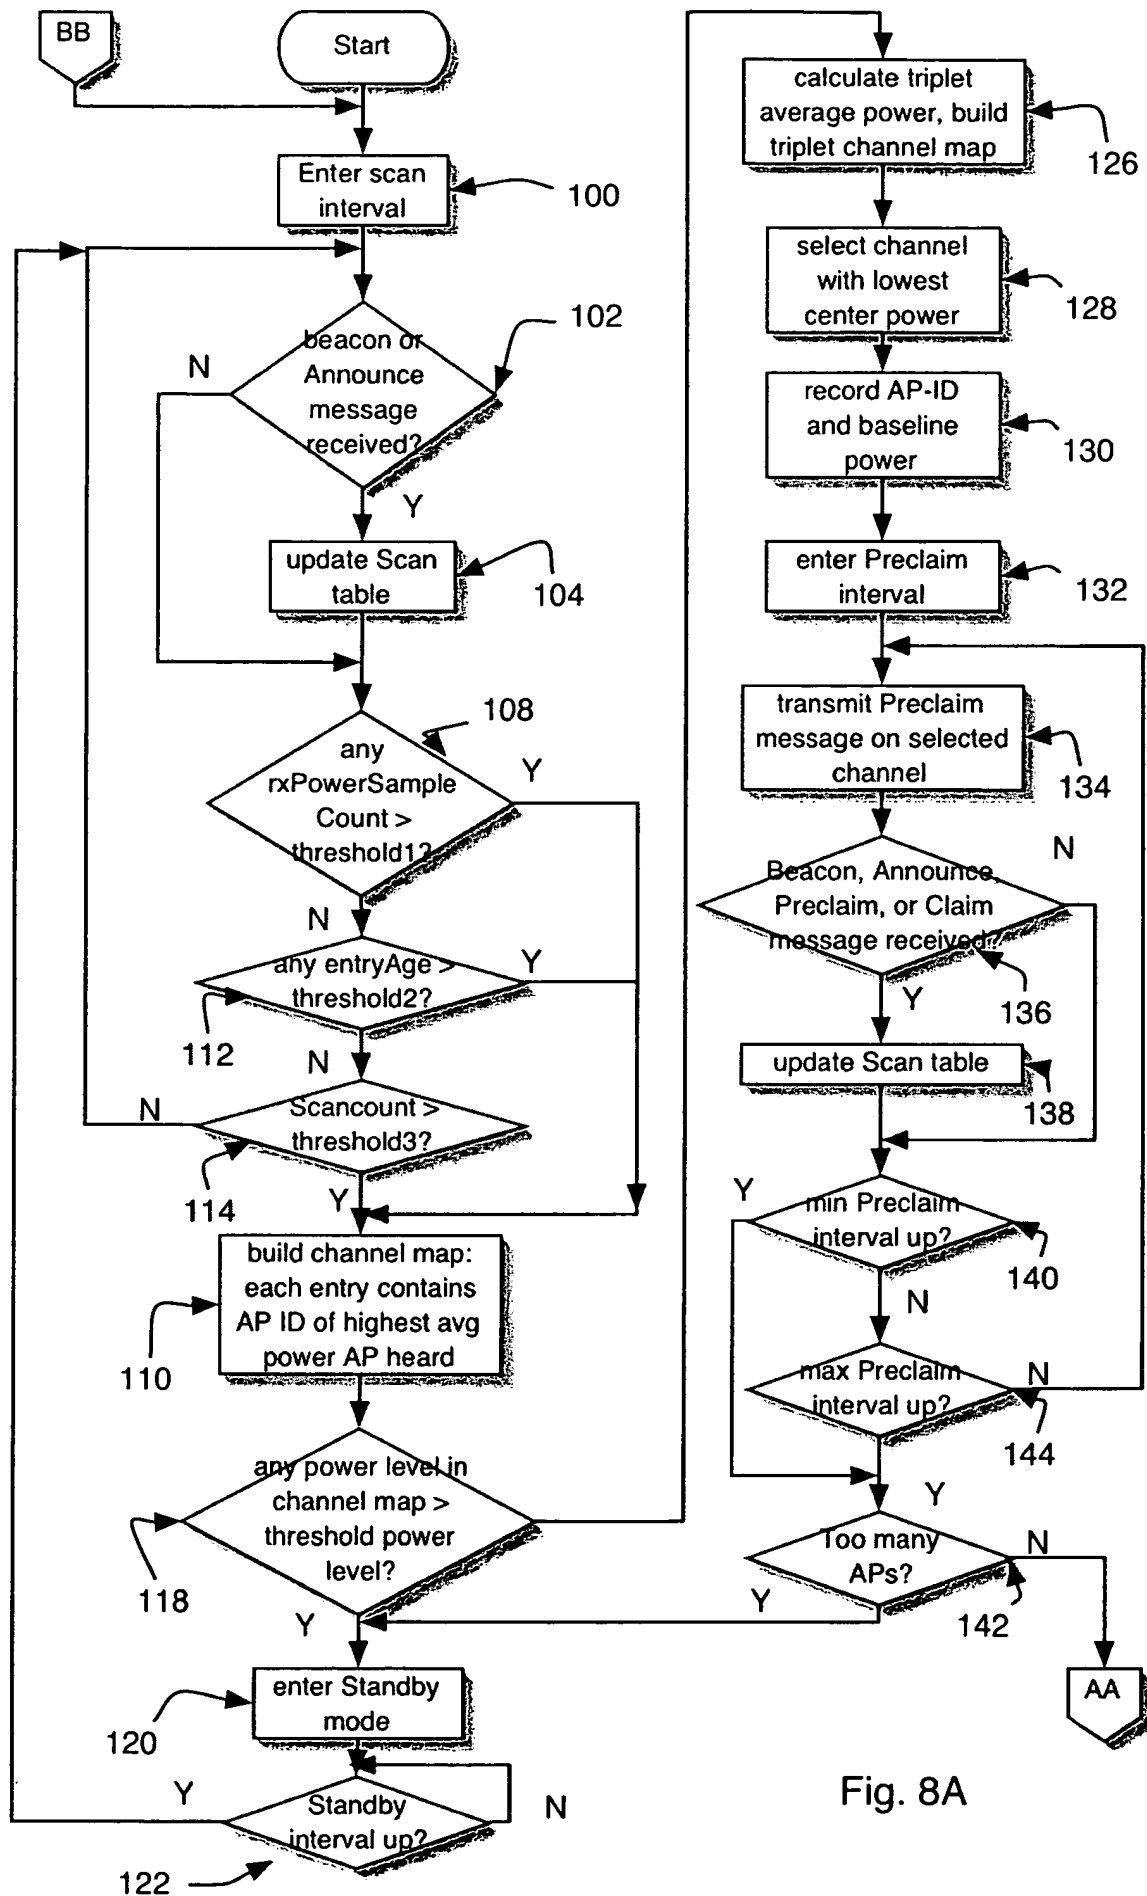 BB
Start
Enter scan
interval
100
beacon or
Announce
message
received?
102
N
Y
update Scan
table
104
any
rxPowerSample
Count >
threshold1?
108
Y
N
any entryAge >
threshold2?
Y
112
N
Scancount >
threshold3?
N
114
Y
build channel map:
each entry contains
AP ID of highest avg
power AP heard
110
any power level in
channel map >
threshold power
level?
118
Y
enter Standby
mode
120
Y
Standby
interval up?
N
122
calculate triplet
average power, build
triplet channel map
126
select channel
with lowest
center power
128
record AP-ID
and baseline
power
130
enter Preclaim
interval
132
transmit Preclaim
message on selected
channel
134
Beacon, Announce,
Preclaim, or Claim
message received?
N
136
Y
update Scan table
138
min Preclaim
interval up?
Y
140
N
max Preclaim
interval up?
N
144
Y
Too many
APs?
N
Y
142
AA
Fig. 8A